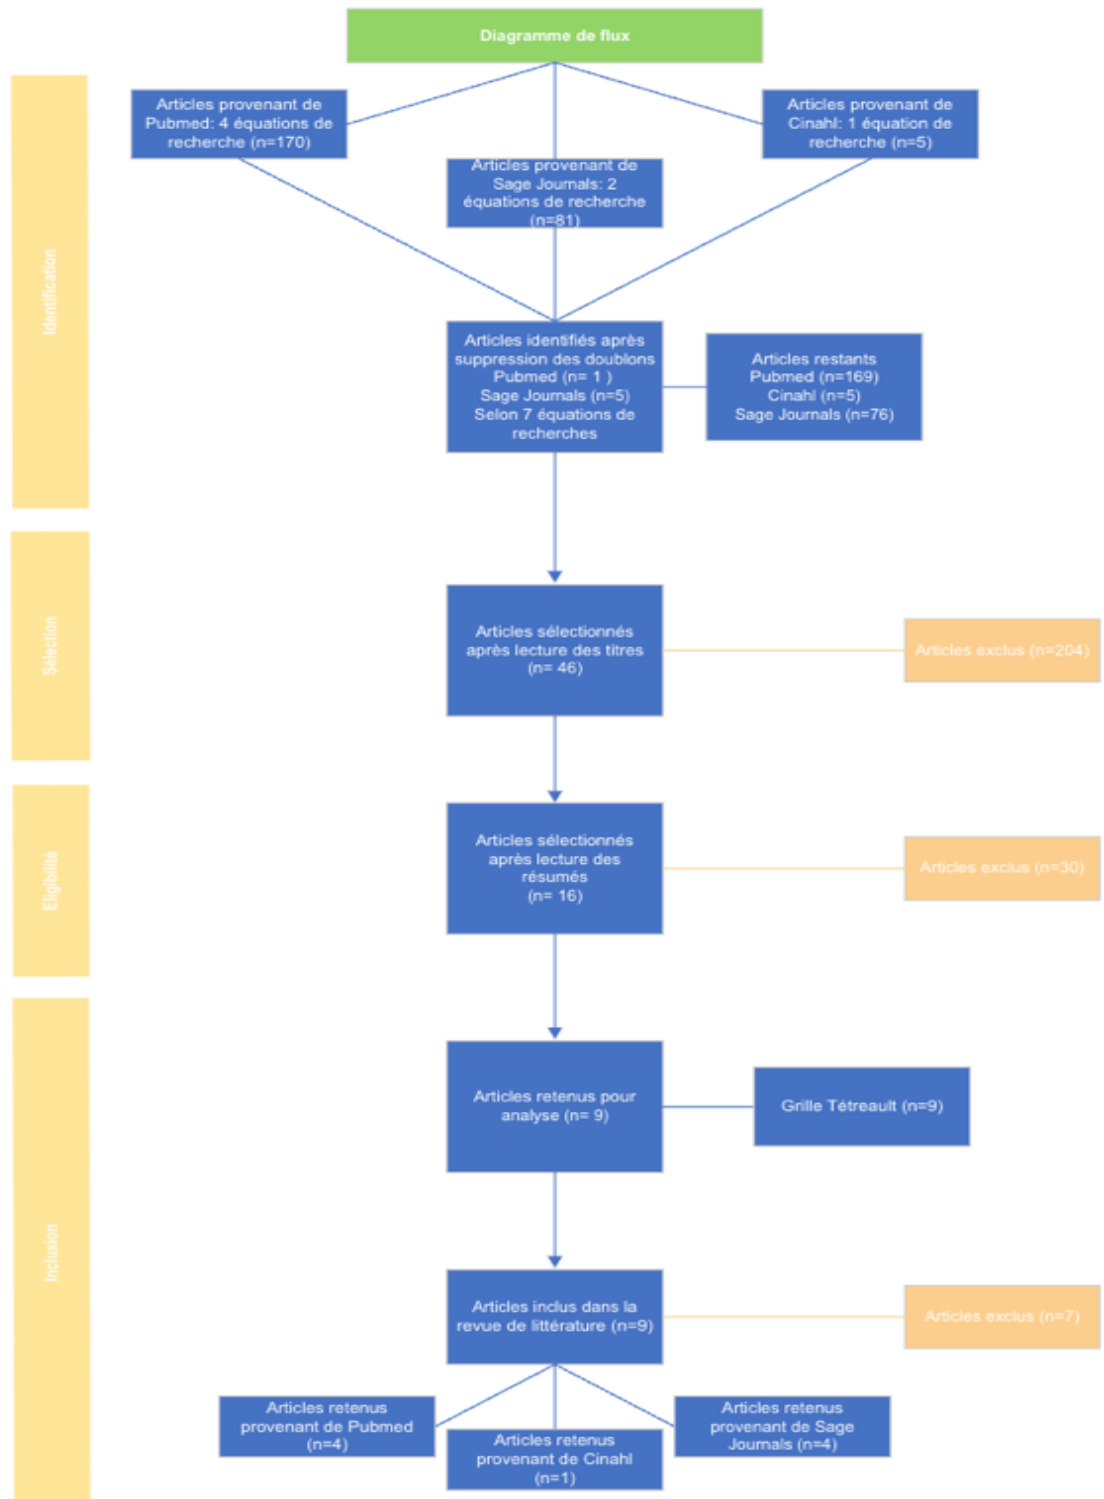 Diagramme de flux
Identification
Articles provenant de
Pubmed: 4 équations de
recherche (n=170)
Articles provenant de
Sage Journals: 2
équations de recherche
(n=81)
Articles provenant de
Cinahl: 1 équation de
recherche (n=5)
Articles identifiés après
suppression des doublons
Pubmed (n= 1 )
Sage Journals (n=5)
Selon 7 équations de
recherches
Articles restants
Pubmed (n=169)
Cinahl (n=5)
Sage Journals (n=76)
Sélection
Articles sélectionnés
après lecture des titres
(n= 46)
Articles exclus (n=204)
Eligibilité
Articles sélectionnés
après lecture des
résumés
(n= 16)
Articles exclus (n=30)
Inclusion
Articles retenus pour
analyse (n= 9)
Grille Tétreault (n=9)
Articles inclus dans la
revue de littérature (n=9)
Articles exclus (n=7)
Articles retenus
provenant de Pubmed
(n=4)
Articles retenus
provenant de Cinahl
(n=1)
Articles retenus
provenant de Sage
Journals (n=4)